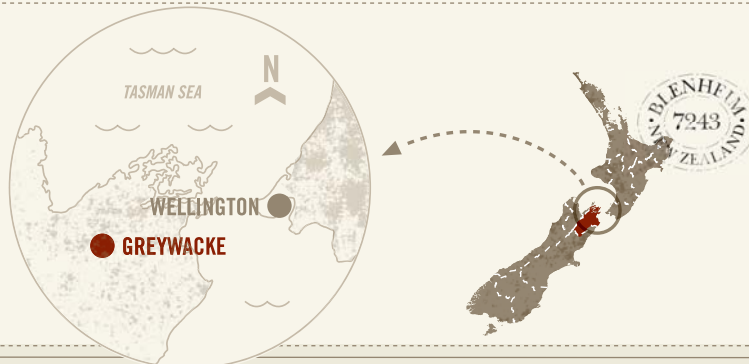 N
TASMAN SEA
WELLINGTON
GREYWACKE
·BLENHEIM·
7243
NEW ZEALAND